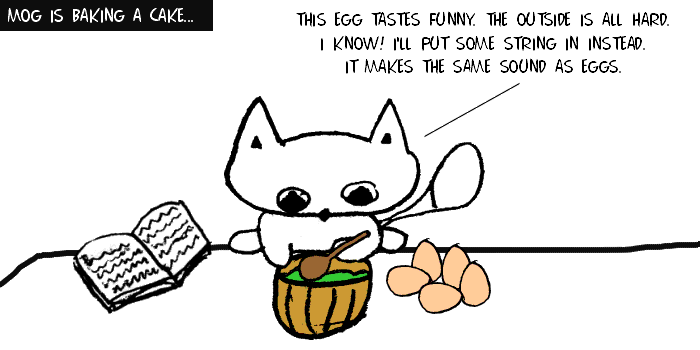 MOG IS BAKING A CAKE...
THIS EGG TASTES FUNNY. THE OUTSIDE IS ALL HARD.
I KNOW! I'LL PUT SOME STRING IN INSTEAD.
IT MAKES THE SAME SOUND AS EGGS.